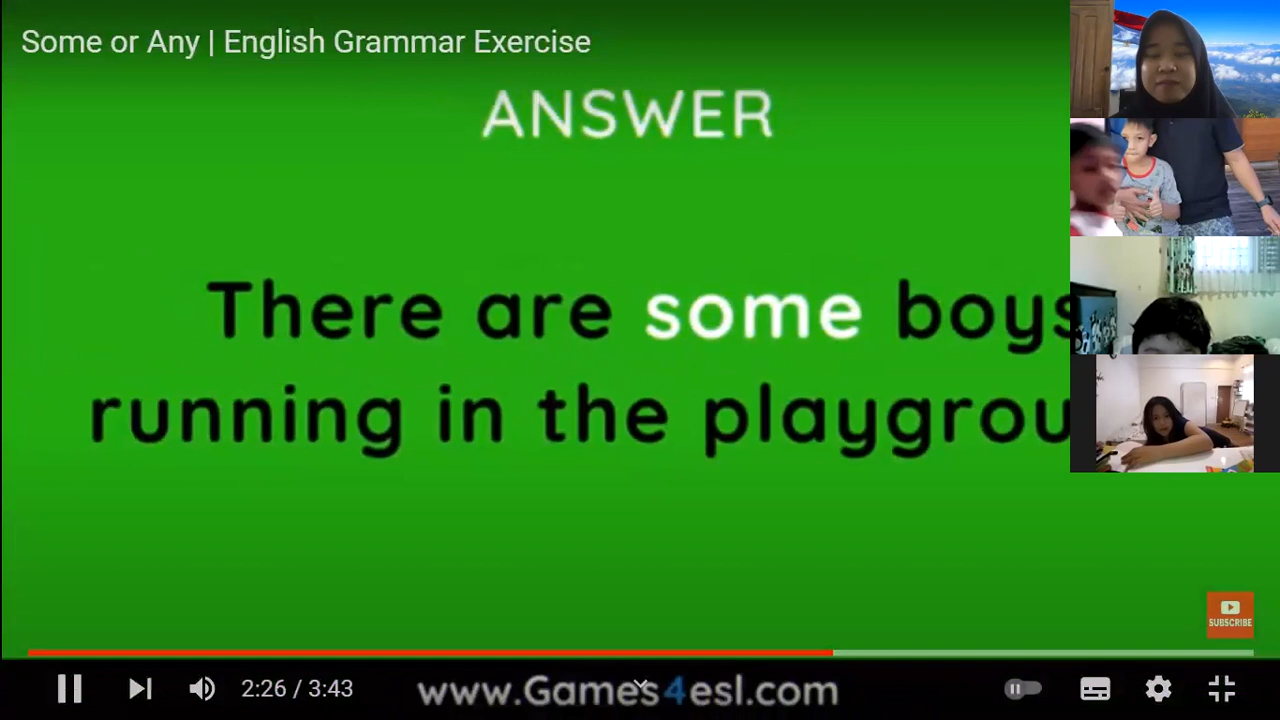 Some or Any | English Grammar Exercise
ANSWER
There are some boys
running in the playgrou
SUBSCRIBE
2:26 / 3:43
www.Games4esl.com